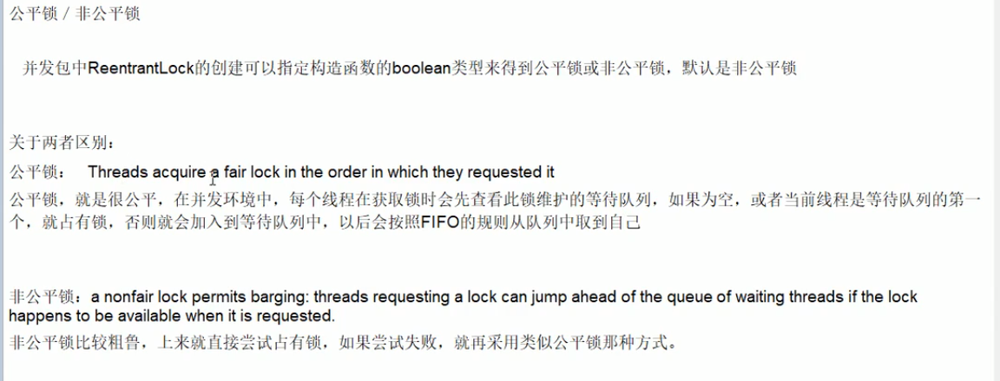 公平锁 / 非公平锁
并发包中ReentrantLock的创建可以指定构造函数的boolean类型来得到公平锁或非公平锁，默认是非公平锁
关于两者区别：
公平锁： Threads acquire a fair lock in the order in which they requested it
公平锁，就是很公平，在并发环境中，每个线程在获取锁时会先查看此锁维护的等待队列，如果为空，或者当前线程是等待队列的第一
个，就占有锁，否则就会加入到等待队列中，以后会按照FIFO的规则从队列中取到自己
非公平锁：a nonfair lock permits barging: threads requesting a lock can jump ahead of the queue of waiting threads if the lock
happens to be available when it is requested.
非公平锁比较粗鲁，上来就直接尝试占有锁，如果尝试失败，就再采用类似公平锁那种方式。